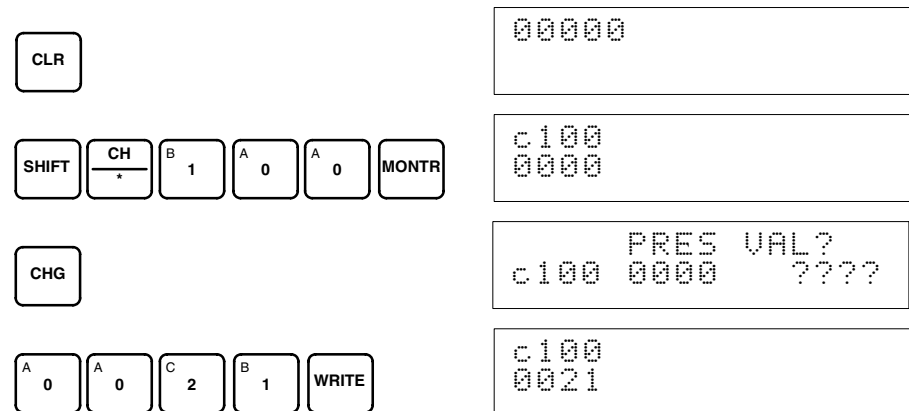 CLR
00000
SHIFT CH * B 1 A 0 A 0 MONTR
c100
0000
CHG
PRES VAL?
c100 0000 ????
A 0 A 0 C 2 B 1 WRITE
c100
0021